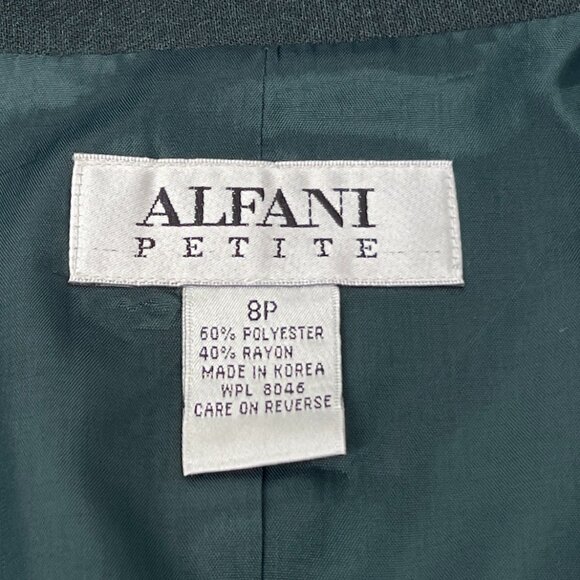 ALFANI
PETITE
8P
60% POLYESTER
40% RAYON
MADE IN KOREA
WPL 8046
CARE ON REVERSE